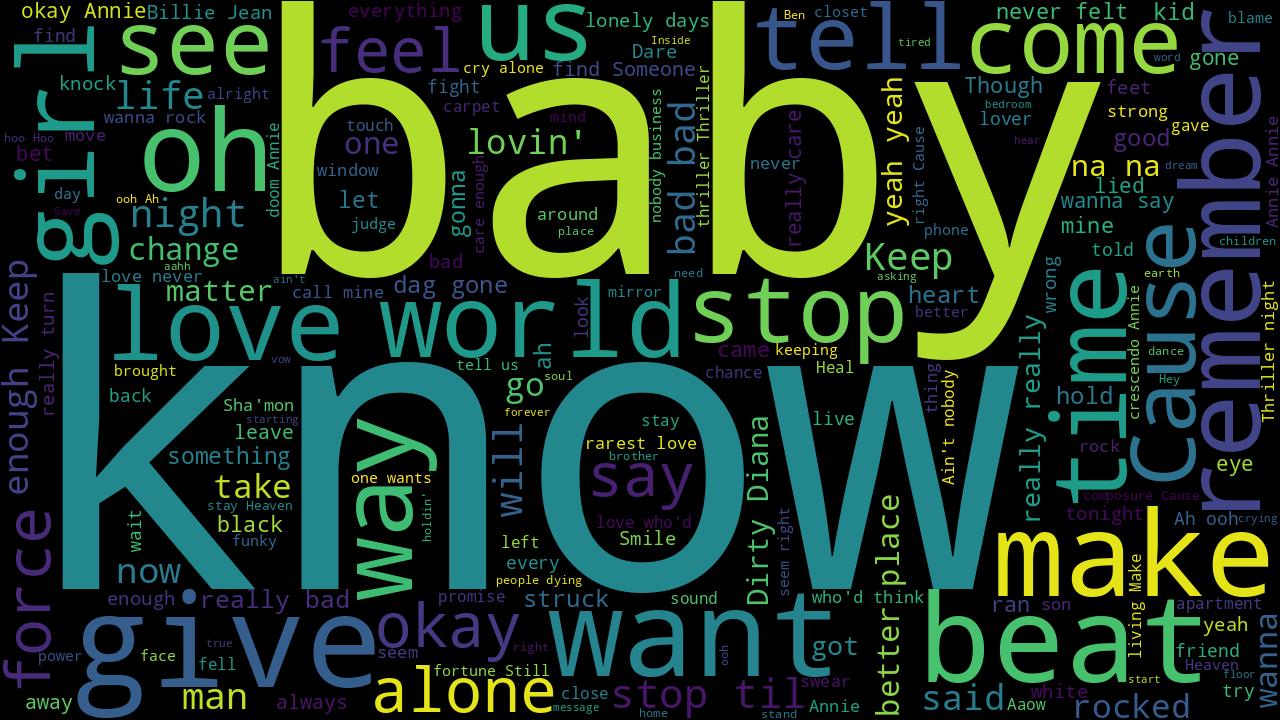 okay Annie
Billie Jean
everything
us
lonely days
Ben
closet
never felt
kid
blame
find
see
feel
baby
Inside
Dare
tell
tired
come
word
gone
girl
knock
life
alright
cry alone
find Someone
fight
Though
feet
remember
wanna rock
carpet
mind
bedroom
strong
hoo Hoo
move
oh
touch
one
lovin'
nobody business
bad bad
thriller Thriller
yeah yeah
lover
gave
bet
window
never
really care
right Cause
hear
good
na na
dream
Annie Annie
day
doom Annie
let
gonna
care enough
lied
ooh Ah
night
judge
around
place
wanna say
Save
mine
phone
children
change
bad
Keep
told
Cause
aahh
love never
ain't
need
asking
earth
matter
call mine
dag gone
mirror
heart
wrong
time
enough Keep
really turn
love
world
look
stop
better
crescendo Annie
Thriller night
vow
tell us
ah
came
keeping
dance
brought
soul
chance
Heal
thing
Hey
back
know
go
hold
Sha'mon
forever
starting
leave
way
will
stay
live
Ain't nobody
really really
rock
something
rarest love
brother
say
Dirty Diana
eye
take
one wants
composure Cause
stay Heaven
holdin'
love who'd
seem right
better place
tonight
Ah ooh
crying
wait
black
funky
Smile
left
make
now
every
people dying
force
enough
really bad
promise
struck
sound
who'd think
ran
son
living Make
apartment
give
okay
want
beat
yeah
true
right
got
wanna
power
face
fell
seem
ooh
friend
Heaven
fortune Still
floor
start
away
man
always
alone
close
message
stop til
swear
said
white
try
home
stand
Annie
Aaow
rocked